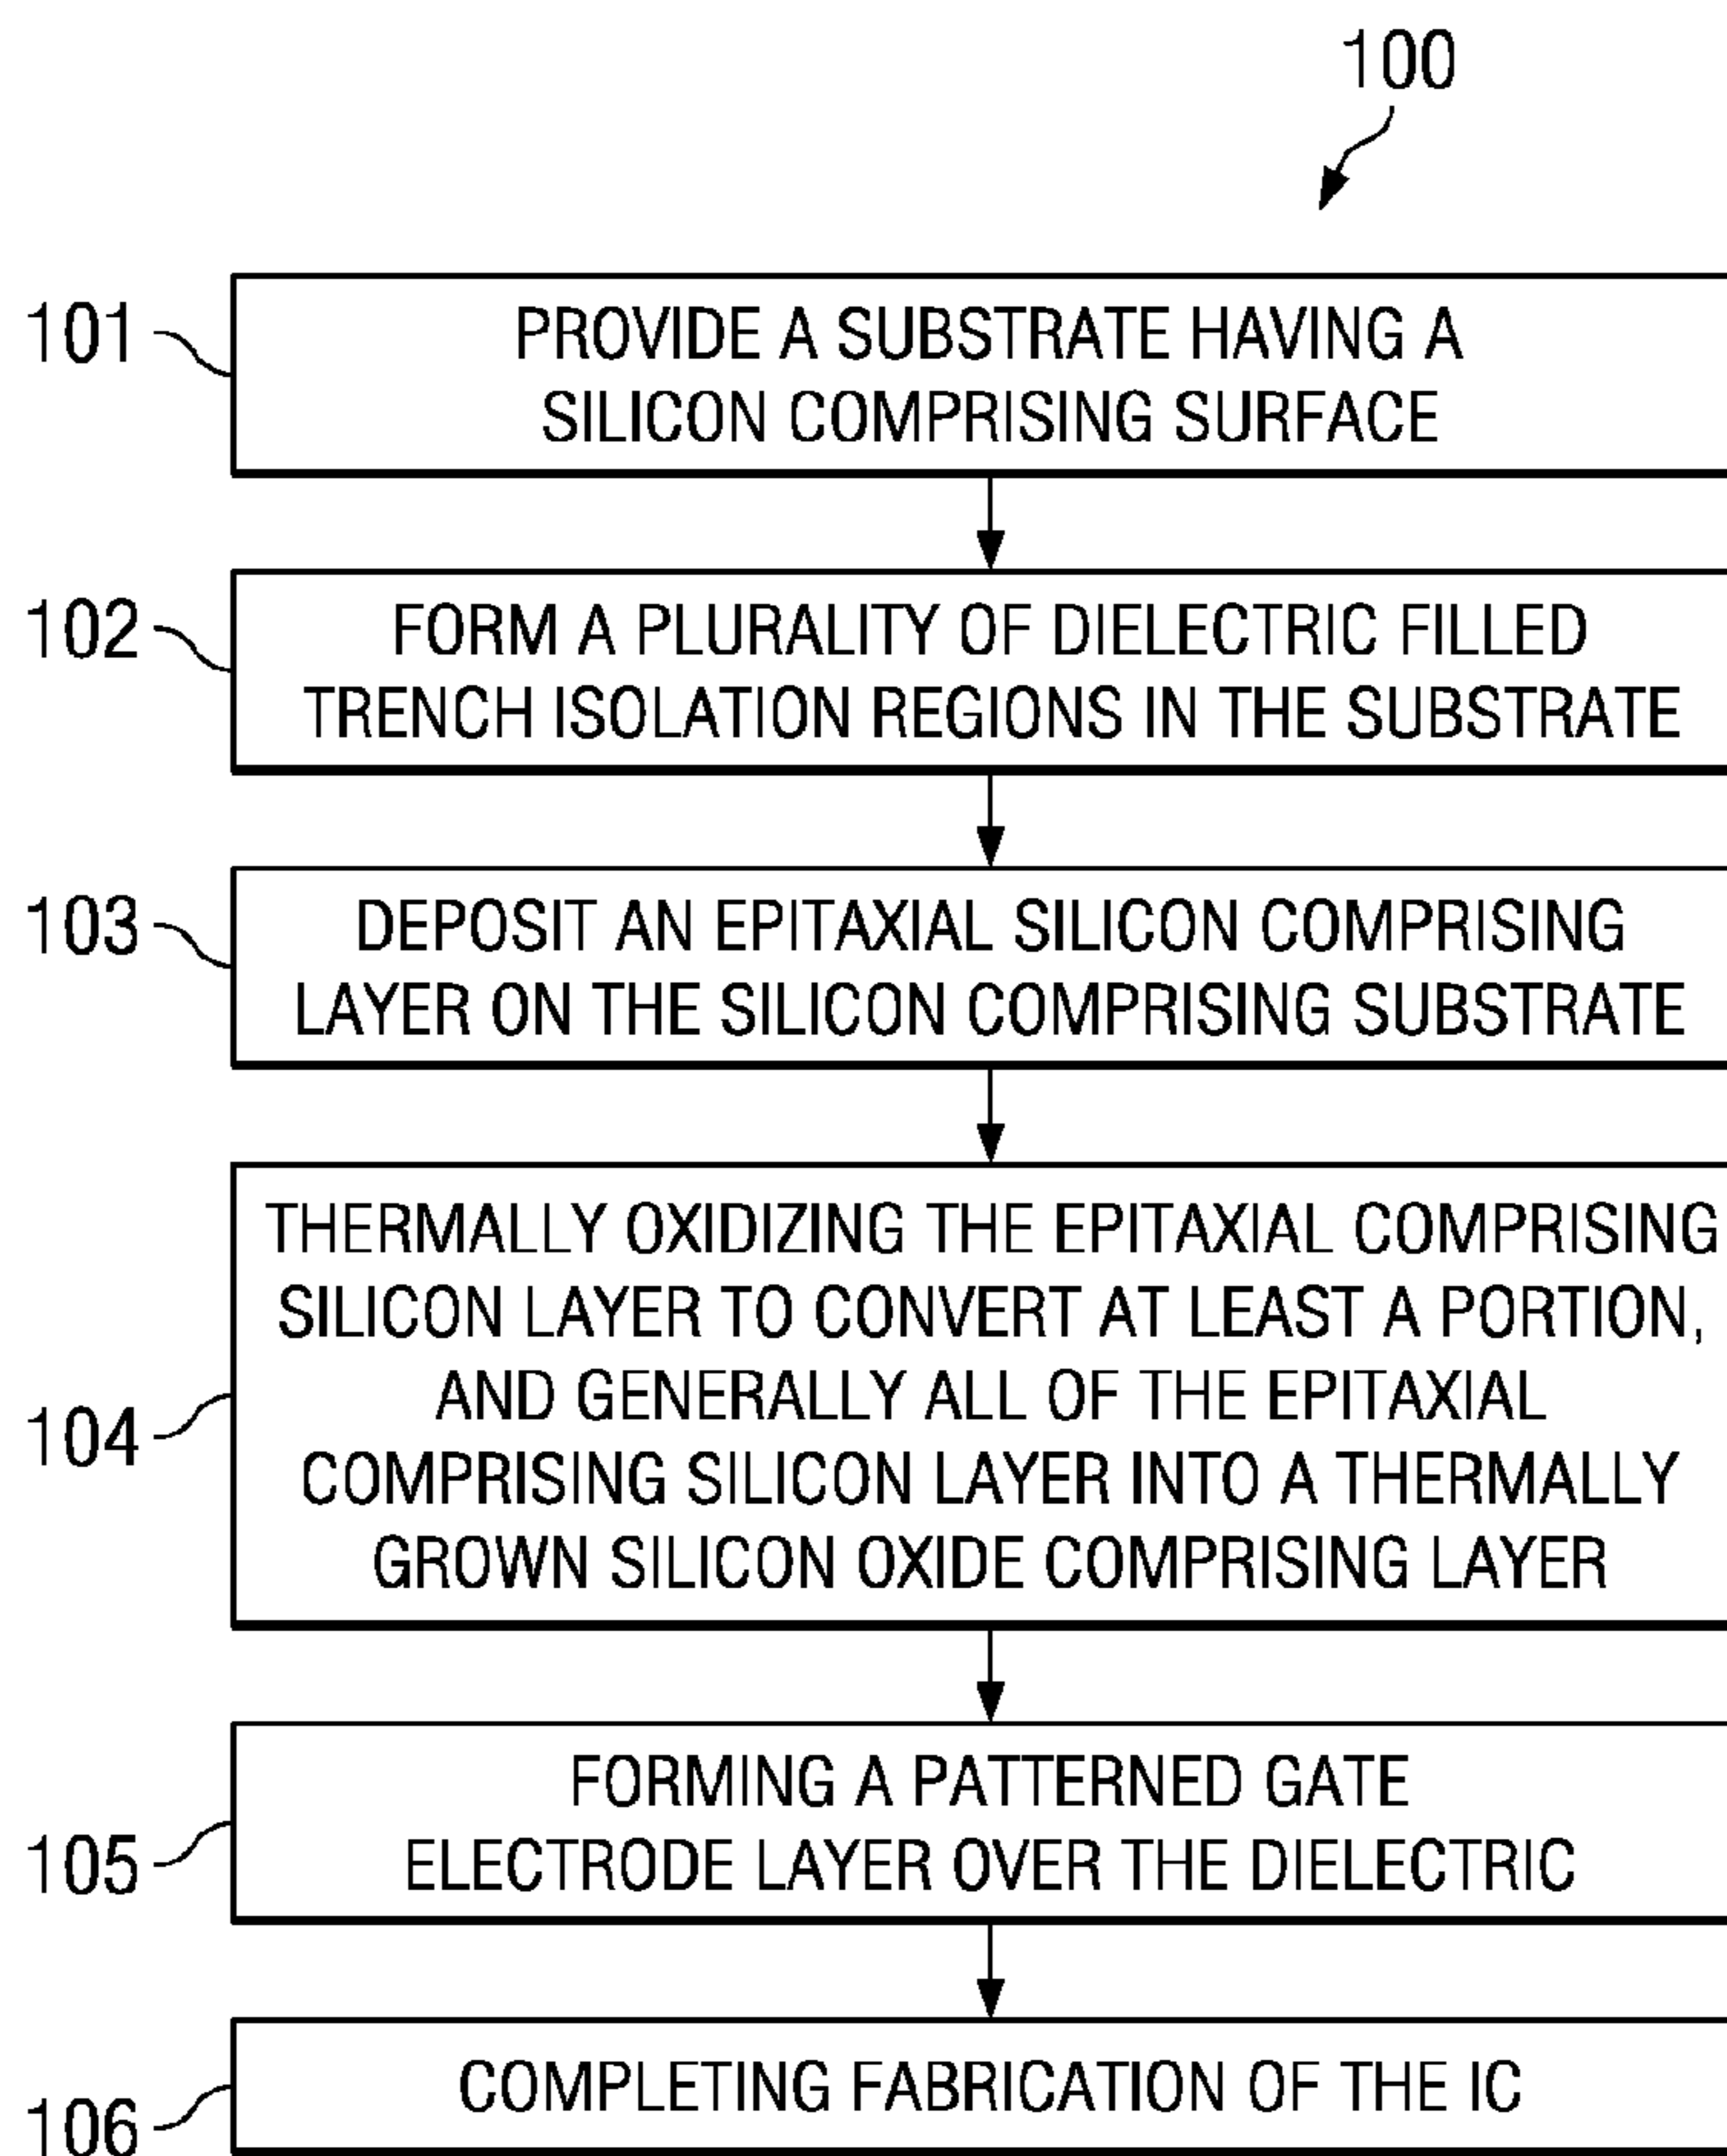 100
101
PROVIDE A SUBSTRATE HAVING A
SILICON COMPRISING SURFACE
102
FORM A PLURALITY OF DIELECTRIC FILLED
TRENCH ISOLATION REGIONS IN THE SUBSTRATE
103
DEPOSIT AN EPITAXIAL SILICON COMPRISING
LAYER ON THE SILICON COMPRISING SUBSTRATE
104
THERMALLY OXIDIZING THE EPITAXIAL COMPRISING
SILICON LAYER TO CONVERT AT LEAST A PORTION,
AND GENERALLY ALL OF THE EPITAXIAL
COMPRISING SILICON LAYER INTO A THERMALLY
GROWN SILICON OXIDE COMPRISING LAYER
105
FORMING A PATTERNED GATE
ELECTRODE LAYER OVER THE DIELECTRIC
106
COMPLETING FABRICATION OF THE IC